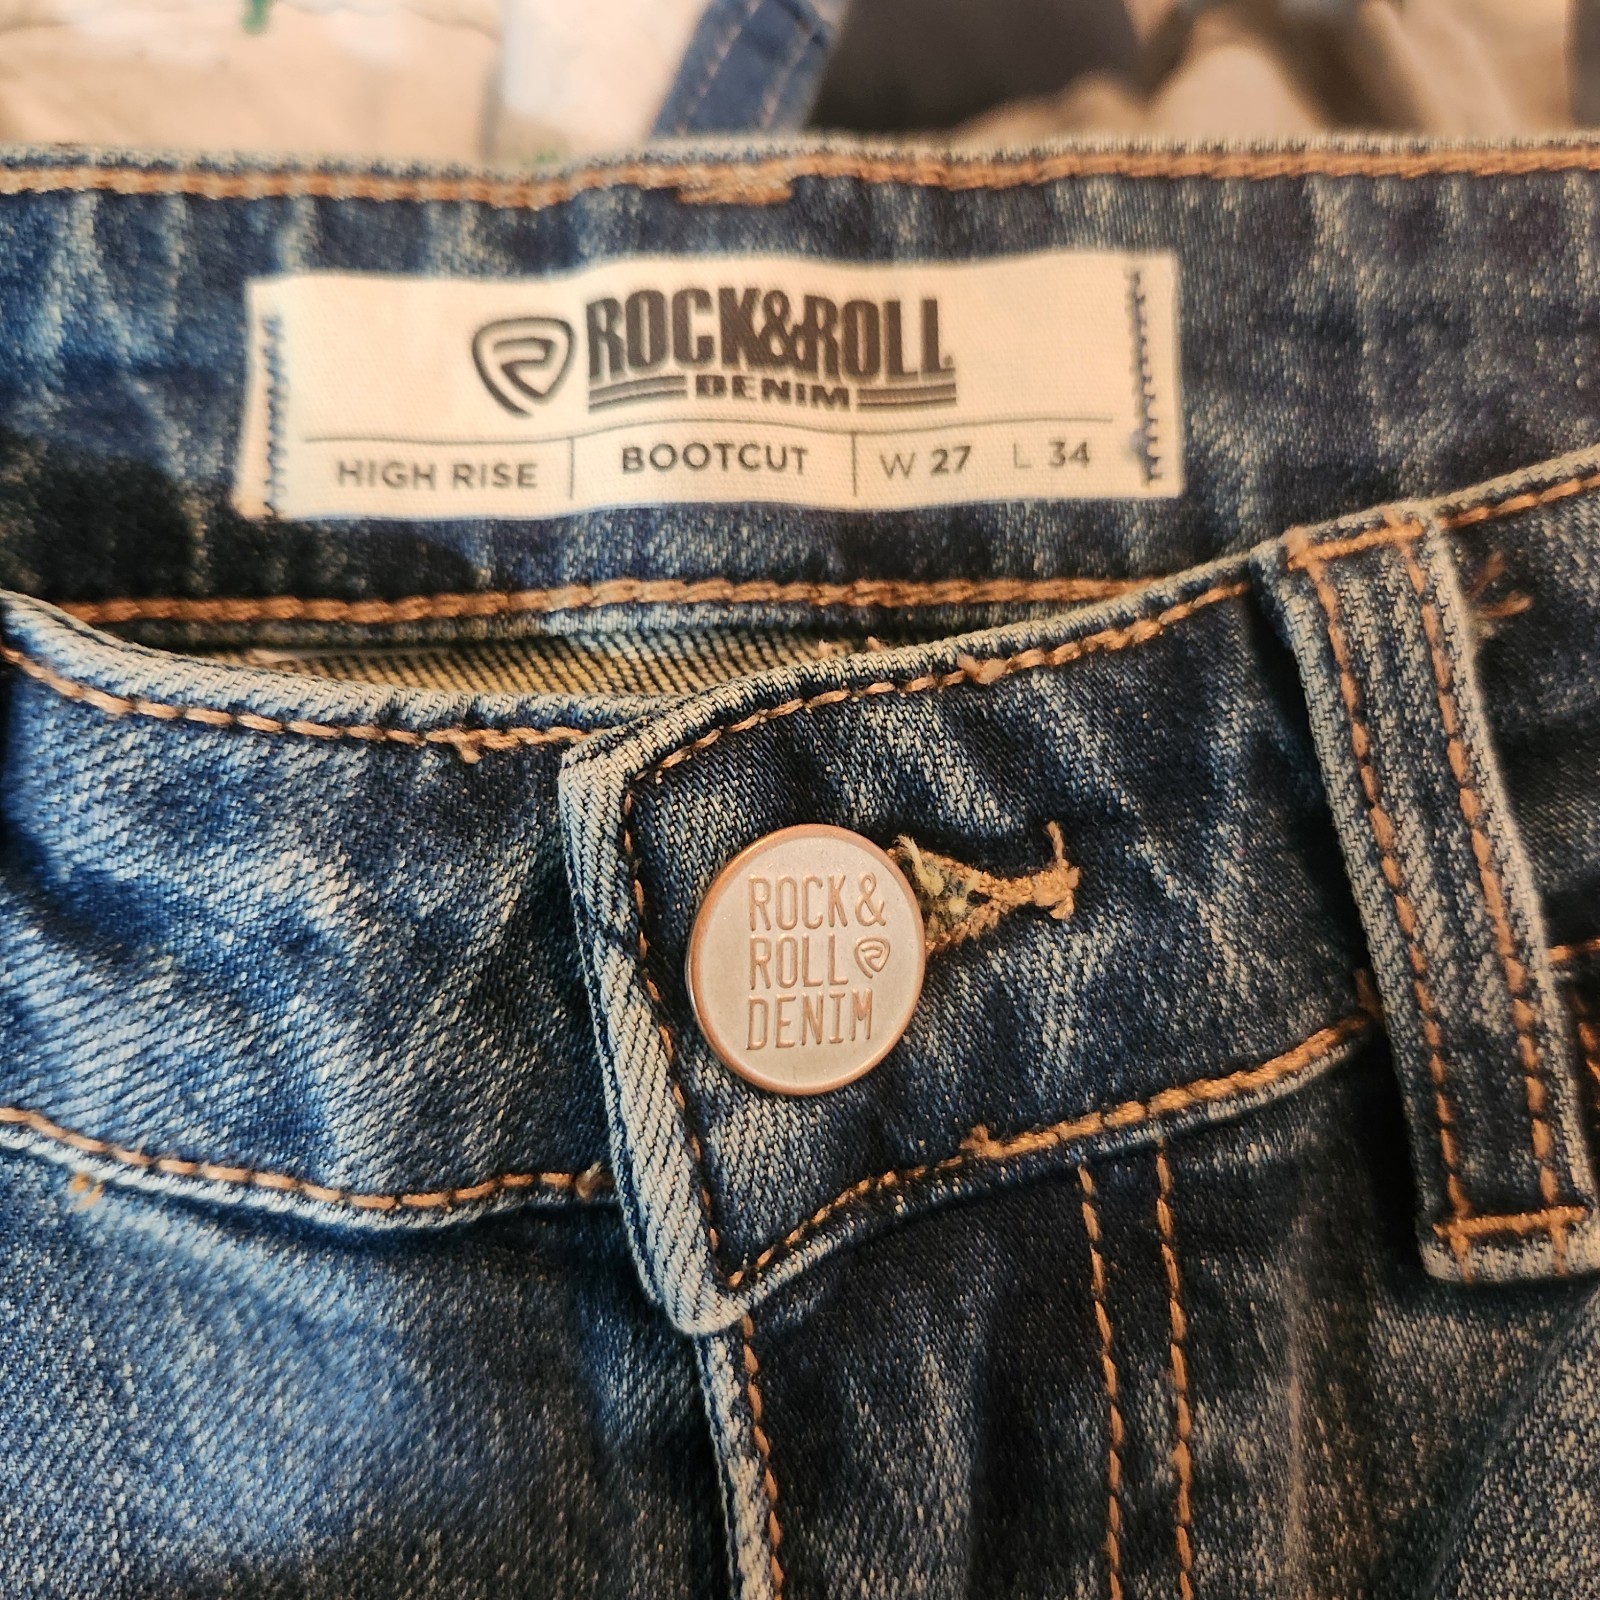 ROCK&ROLL
DENIM
HIGH RISE BOOTCUT W 27 L 34
ROCK &
ROLL
DENIM